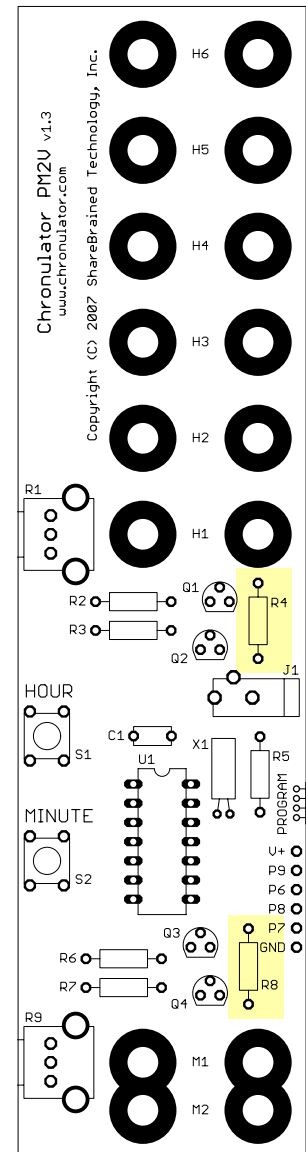 H6
H5
H4
H3
H2
H1
Chronulator PM2V v1.3
www.chronulator.com
Copyright (C) 2007 ShareBrained Technology, Inc.
R1
R2
R3
Q1
Q2
R4
J1
HOUR
S1
C1
U1
X1
R5
PROGRAM
MINUTE
S2
V+
P9
P6
P8
P7
GND
Q3
R6
R7
Q4
R8
R9
M1
M2